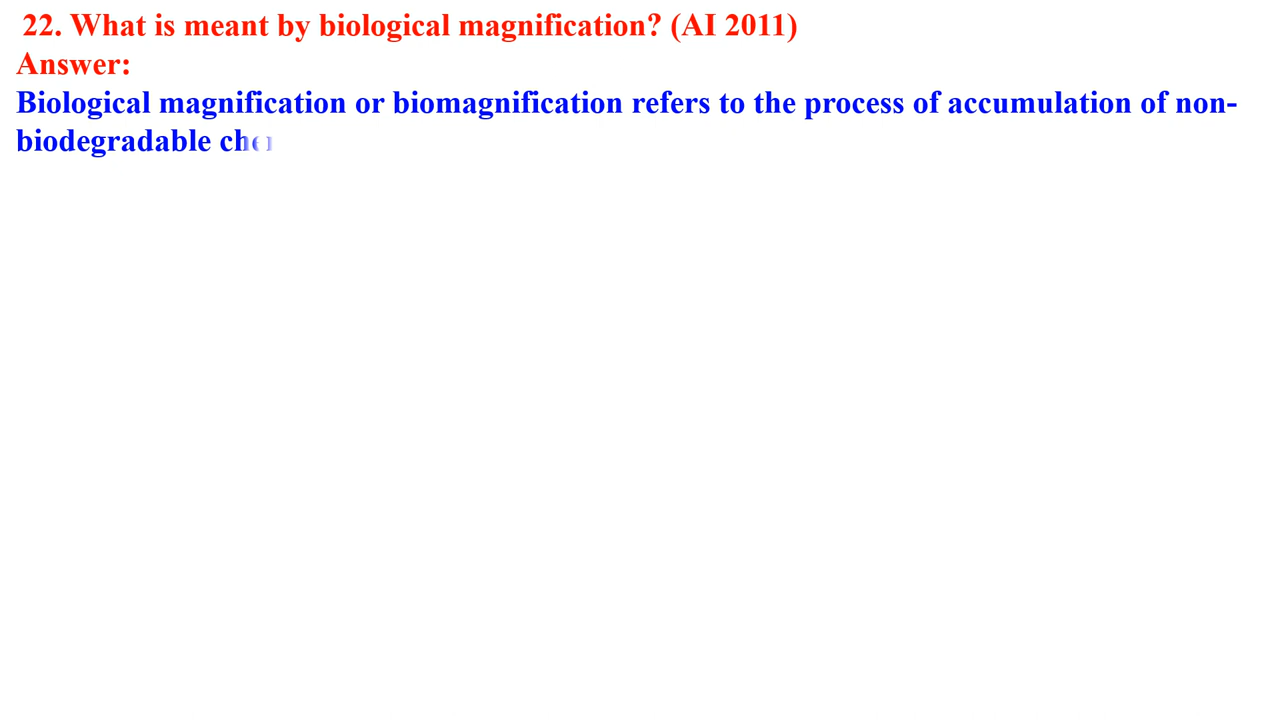 22. What is meant by biological magnification? (AI 2011)
Answer:
Biological magnification or biomagnification refers to the process of accumulation of non-
biodegradable